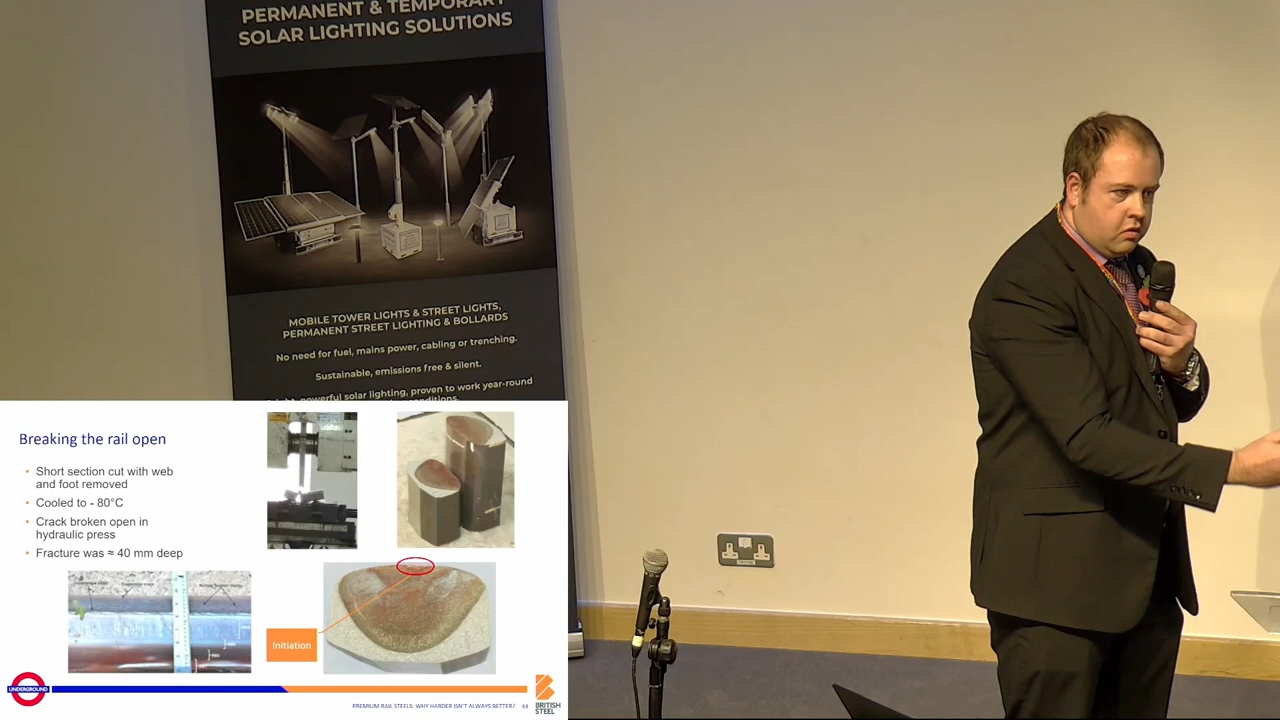 PERMANENT & TEMPORARY
SOLAR LIGHTING SOLUTIONS
MOBILE TOWER LIGHTS & STREET LIGHTS,
PERMANENT STREET LIGHTING & BOLLARDS
No need for fuel, mains power, cabling or trenching.
Sustainable, emissions free & silent.
powerful solar lighting, proven to work year-round
conditions.
Breaking the rail open
• Short section cut with web
and foot removed
• Cooled to - 80°C
• Crack broken open in
hydraulic press
• Fracture was ≈ 40 mm deep
Initiation
UNDERGROUND
PREMIUM RAIL STEELS: WHY HARDER ISN'T ALWAYS BETTER/ 44
BRITISH
STEEL